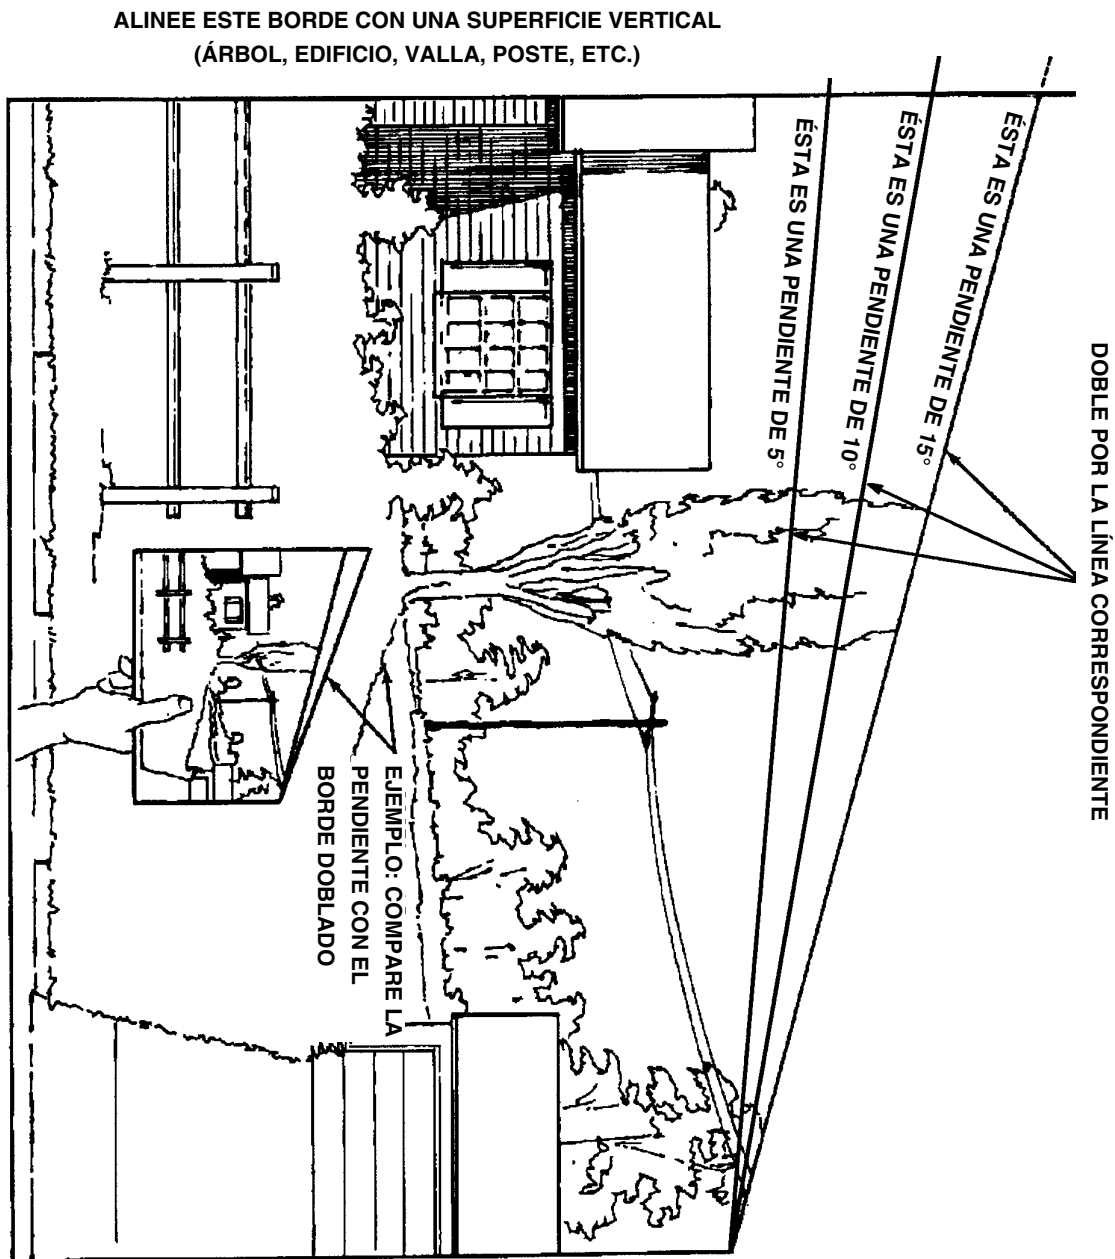 ALINEE ESTE BORDE CON UNA SUPERFICIE VERTICAL
(ÁRBOL, EDIFICIO, VALLA, POSTE, ETC.)
DOBLE POR LA LÍNEA CORRESPONDIENTE
ÉSTA ES UNA PENDIENTE DE 15°
ÉSTA ES UNA PENDIENTE DE 10°
ÉSTA ES UNA PENDIENTE DE 5°
EJEMPLO: COMPARE LA
PENDIENTE CON EL
BORDE DOBLADO